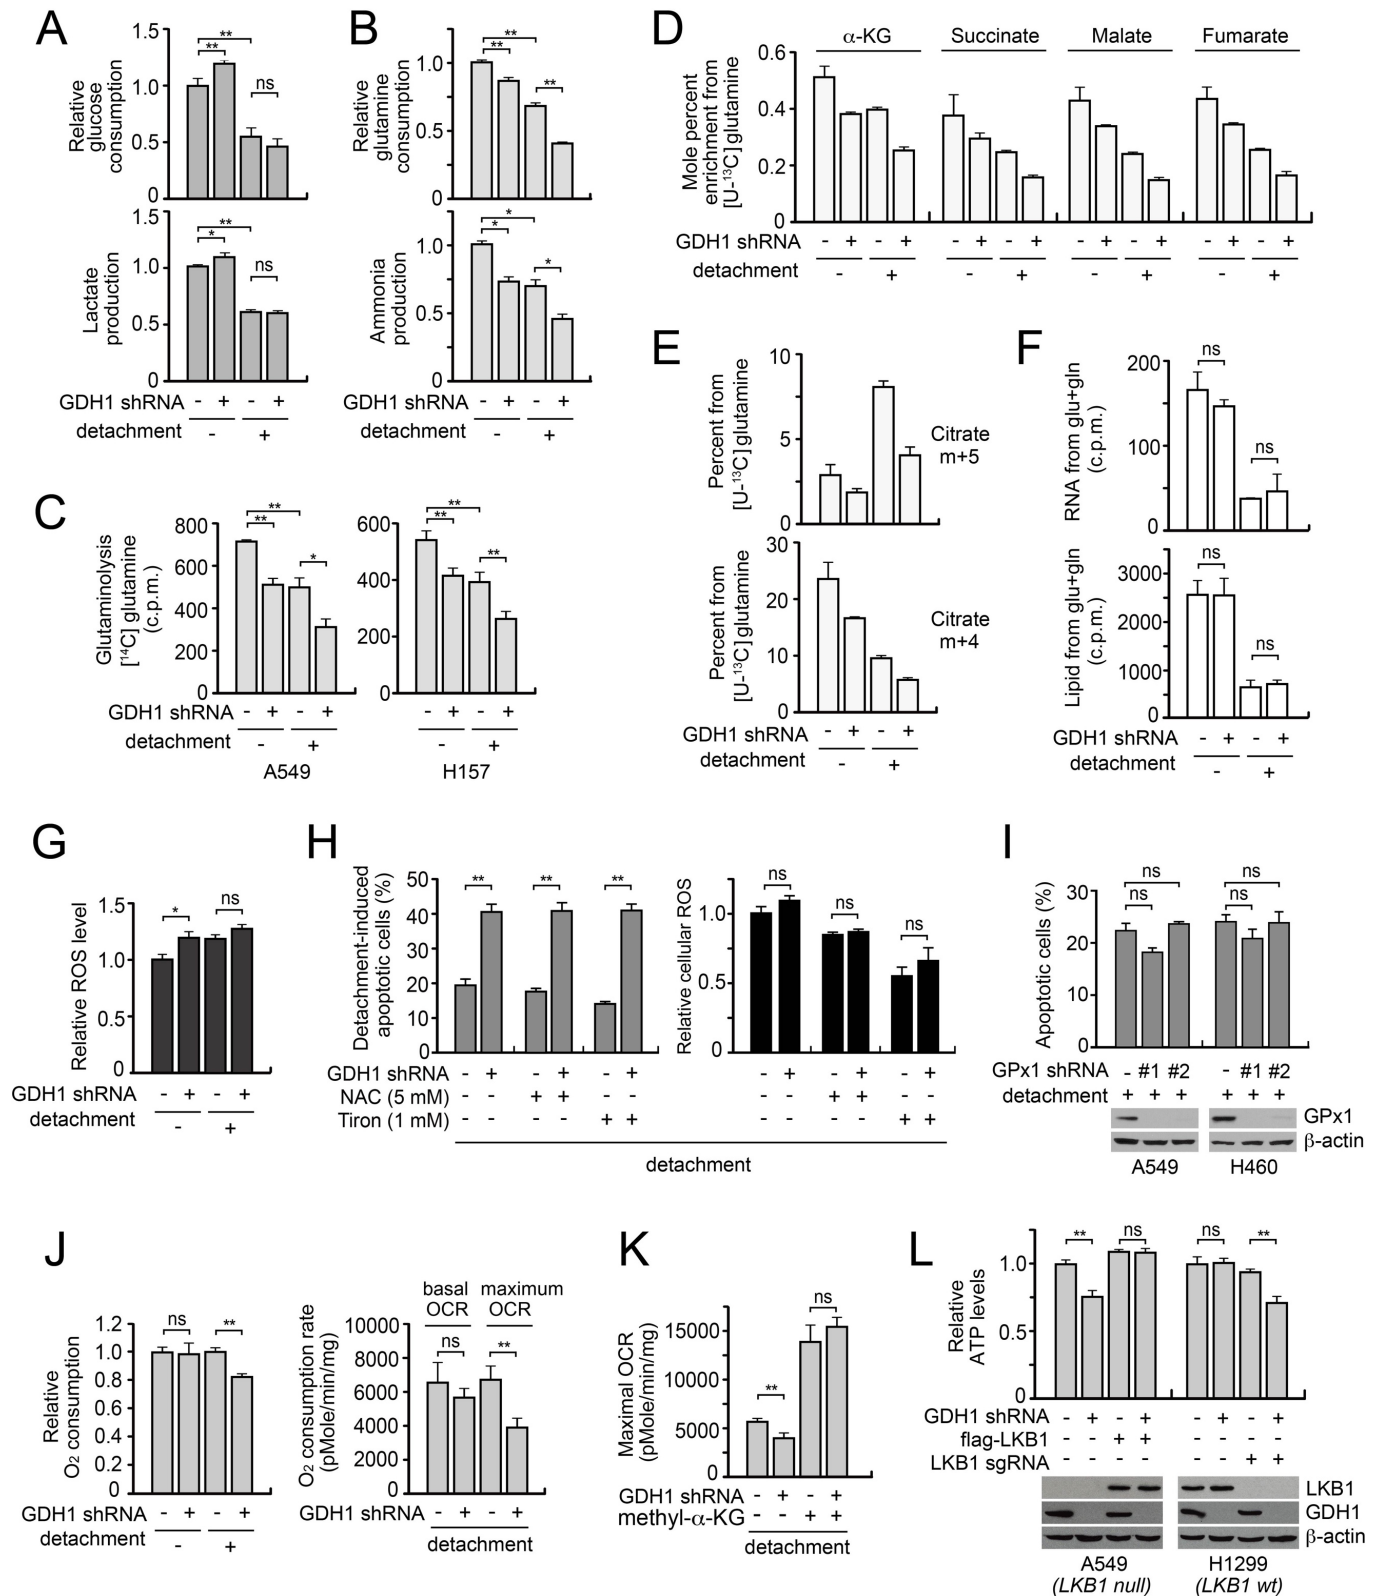 A
Relative
glucose
consumption
1.5
1.0
0.5
0
** ** ns
Lactate
production
1.5
1.0
0.5
0
* ** ns
GDH1 shRNA - + - +
detachment - +
B
Relative
glutamine
consumption
1.0
0.5
0
** ** **
Ammonia
production
1.0
0.5
0
* * *
GDH1 shRNA - + - +
detachment - +
C
Glutaminolysis
[¹⁴C] glutamine
(c.p.m.)
800
600
400
200
0
** ** *
600
400
200
0
** ** **
GDH1 shRNA - + - + - + - +
detachment - + - +
A549 H157
D
α-KG Succinate Malate Fumarate
Mole percent
enrichment from
[U-¹³C] glutamine
0.6
0.4
0.2
0
GDH1 shRNA - + - + - + - + - + - + - + - +
detachment - + - + - + - +
E
Percent from
[U-¹³C] glutamine
10
5
0
Citrate
m+5
Percent from
[U-¹³C] glutamine
30
20
10
0
Citrate
m+4
GDH1 shRNA - + - +
detachment - +
F
RNA from glu+gln
(c.p.m.)
200
100
0
ns ns
Lipid from glu+gln
(c.p.m.)
3000
2000
1000
0
ns ns
GDH1 shRNA - + - +
detachment - +
G
Relative ROS level
1.5
1.0
0.5
0
* ns
GDH1 shRNA - + - +
detachment - +
H
Detachment-induced
apoptotic cells (%)
50
40
30
20
10
0
** ** **
Relative cellular ROS
1.0
0.5
0
ns ns ns
GDH1 shRNA - + - + - + - + - + - +
NAC (5 mM) - - + + - - - - + + - -
Tiron (1 mM) - - - - + + - - - - + +
detachment
I
Apoptotic cells (%)
30
20
10
0
ns ns ns ns
GPx1 shRNA - #1 #2 - #1 #2
detachment + + + + + +
GPx1
β-actin
A549 H460
J
Relative
O₂ consumption
1.2
1.0
0.8
0.6
0.4
0.2
0
ns **
GDH1 shRNA - + - +
detachment - +
basal OCR
maximum OCR
O₂ consumption rate
(pMole/min/mg)
10000
8000
6000
4000
2000
0
ns **
GDH1 shRNA - + - +
detachment
K
Maximal OCR
(pMole/min/mg)
15000
10000
5000
0
** ns
GDH1 shRNA - + - +
methyl-α-KG - - + +
detachment
L
Relative
ATP levels
1.0
0.5
0
** ns ns **
GDH1 shRNA - + - + - + - +
flag-LKB1 - - + + - - - -
LKB1 sgRNA - - - - - - + +
LKB1
GDH1
β-actin
A549 H1299
(LKB1 null) (LKB1 wt)